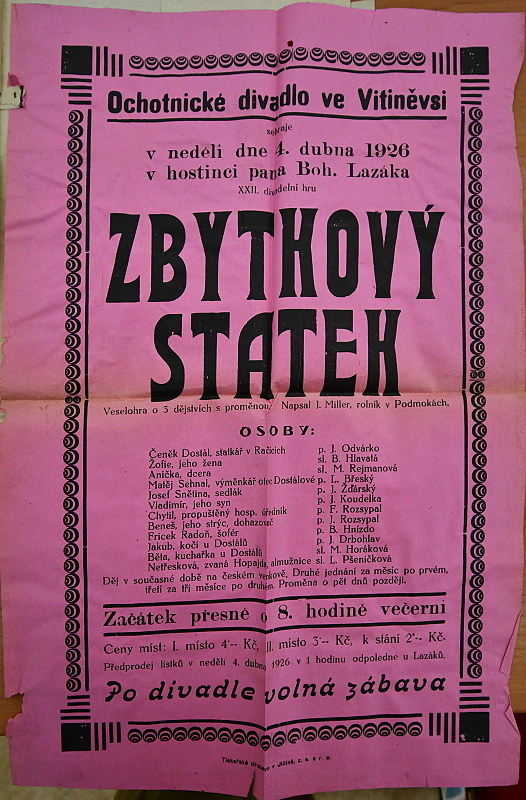 Ochotnické divadlo ve Vitiněvsi
sehraje
v neděli dne 4. dubna 1926
v hostinci pana Boh. Lazáka
XXII. divadelní hru
ZBYTKOVÝ
STATEK
Veselohra o 3 dějstvích s proměnou. Napsal J. Miller, rolník v Podmokách.
OSOBY:
Čeněk Dostál, statkář v Račicích p. J. Odvárko
Žofie, jeho žena sl. B. Hlavatá
Anička, dcera sl. M. Rejmanová
Matěj Sehnal, výměnkář otec Dostálové p. L. Břeský
Josef Snětina, sedlák p. J. Žďárský
Vladimír, jeho syn p. J. Koudelka
Chytil, propuštěný hosp. úředník p. F. Rozsypal
Beneš, jeho strýc, dohazovač p. J. Rozsypal
Fricek Radoň, šofér p. B. Hnízdo
Jakub, kočí u Dostálů p. J. Drbohlav
Běta, kuchařka u Dostálů sl. M. Horáková
Netřesková, zvaná Hopajda, almužnice sl. L. Pšeničková
Děj v současné době na českém venkově. Druhé jednání za měsíc po prvém,
třetí za tři měsíce po druhém. Proměna o pět dnů později.
Začátek přesně o 8. hodině večerní
Ceny míst: I. místo 4·-- Kč, II. místo 3·-- Kč, k stání 2·-- Kč.
Předprodej lístků v neděli 4. dubna 1926 v 1 hodinu odpoledne u Lazáků.
Po divadle volná zábava
Tiskařské družstvo v Jičíně, z. s. s r. o.